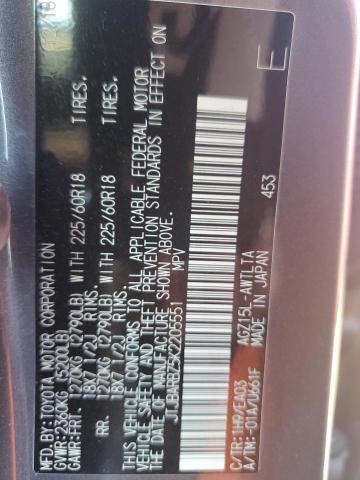 MFD.BY:TOYOTA MOTOR CORPORATION
GVWR:2360KG (5200LB)
GAWR:FR. 1270KG (2790LB) WITH 225/60R18 TIRES.
18X7 1/2J RIMS.
RR. 1270KG (2790LB) WITH 225/60R18 TIRES.
18X7 1/2J RIMS.
THIS VEHICLE CONFORMS TO ALL APPLICABLE FEDERAL MOTOR
VEHICLE SAFETY AND THEFT PREVENTION STANDARDS IN
EFFECT ON THE DATE OF MANUFACTURE SHOWN ABOVE.
JTJBARBZ5K2205551
MPV
E
453
C/TR:1H9/EA03 AGZ15L-AWTLTA
A/TM:-01A/U661F MADE IN JAPAN